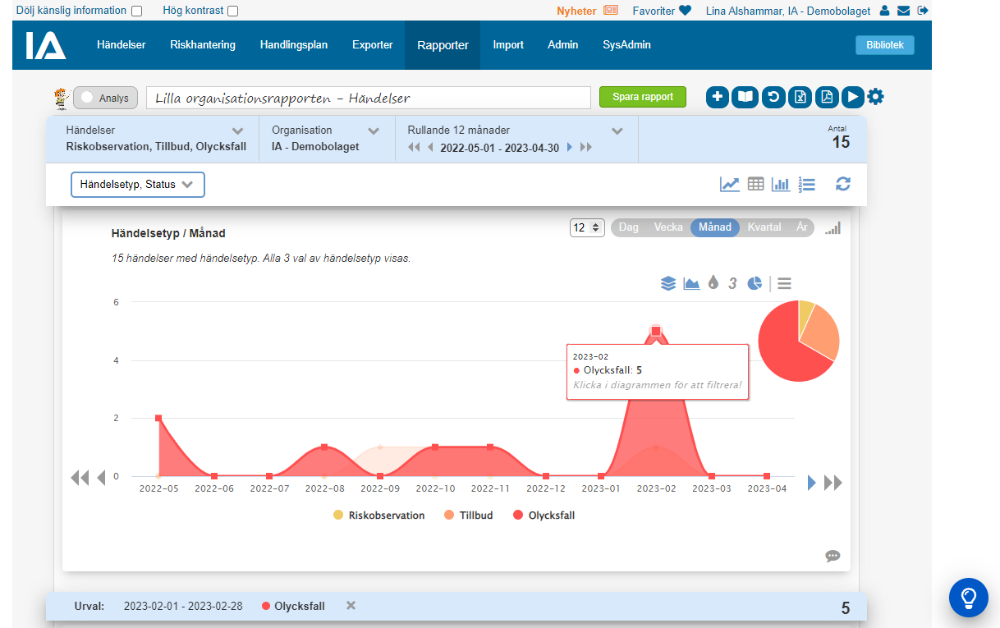 Dölj känslig information Hög kontrast Nyheter Favoriter Lina Alshammar, IA - Demobolaget
IA Händelser Riskhantering Handlingsplan Exporter Rapporter Import Admin SysAdmin Bibliotek
Analys Lilla organisationsrapporten - Händelser Spara rapport
Händelser Organisation Rullande 12 månader Antal
Riskobservation, Tillbud, Olycksfall IA - Demobolaget 2022-05-01 - 2023-04-30 15
Händelsetyp, Status
Händelsetyp / Månad 12 Dag Vecka Månad Kvartal År
15 händelser med händelsetyp. Alla 3 val av händelsetyp visas.
3
6
4
2
0
2023-02
Olycksfall: 5
Klicka i diagrammen för att filtrera!
2022-05 2022-06 2022-07 2022-08 2022-09 2022-10 2022-11 2022-12 2023-01 2023-02 2023-03 2023-04
Riskobservation Tillbud Olycksfall
Urval: 2023-02-01 - 2023-02-28 Olycksfall 5